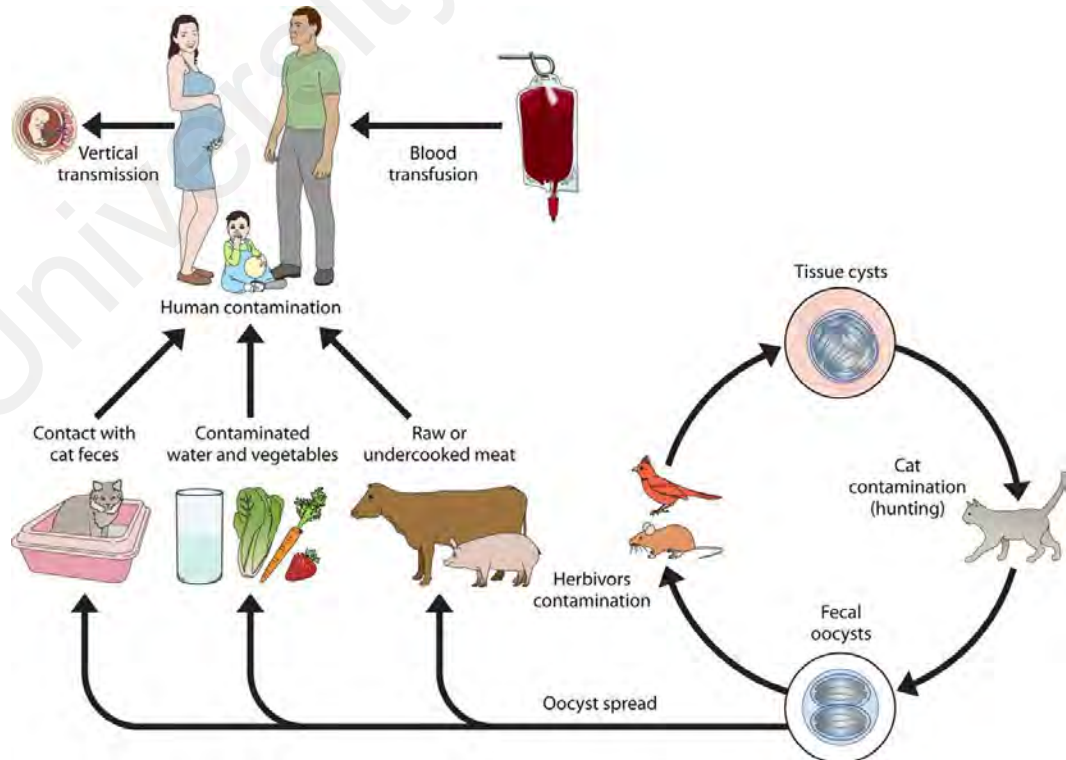 University
Vertical
transmission
Blood
transfusion
Human contamination
Tissue cysts
Contact with
cat feces
Contaminated
water and vegetables
Raw or
undercooked meat
Cat
contamination
(hunting)
Herbivors
contamination
Fecal
oocysts
Oocyst spread